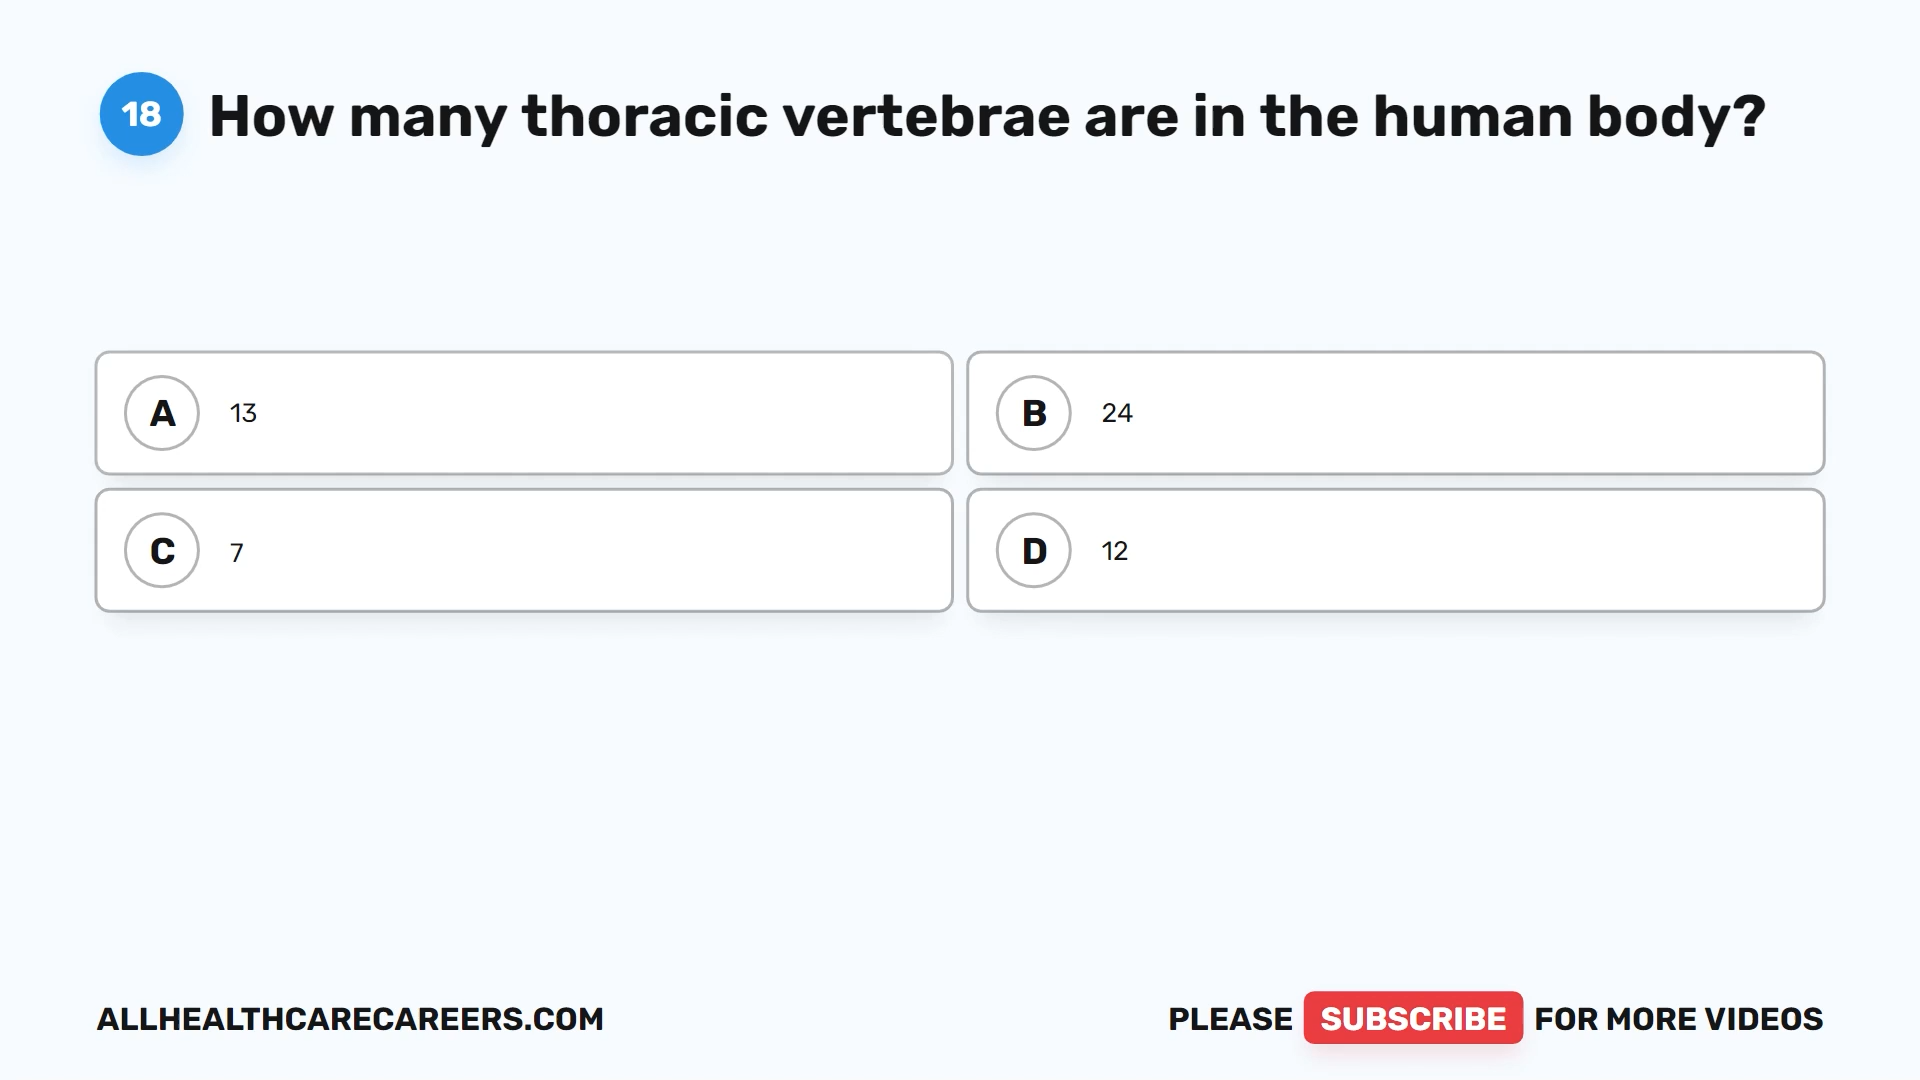 18 How many thoracic vertebrae are in the human body?
A 13
B 24
C 7
D 12
ALLHEALTHCARECAREERS.COM
PLEASE SUBSCRIBE FOR MORE VIDEOS